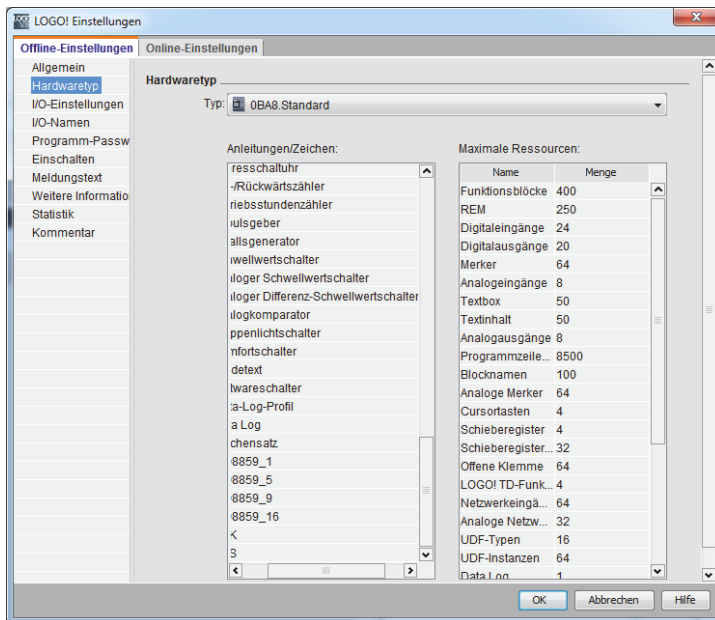 LOGO! Einstellungen
Offline-Einstellungen
Online-Einstellungen
Allgemein
Hardwaretyp
I/O-Einstellungen
I/O-Namen
Programm-Passw
Einschalten
Meldungstext
Weitere Informatio
Statistik
Kommentar
Hardwaretyp
Typ: 0BA8.Standard
Anleitungen/Zeichen:
resschaltuhr
-/Rückwärtszähler
riebsstundenzähler
ulsgeber
allsgenerator
wellwertschalter
loger Schwellwertschalter
loger Differenz-Schwellwertschalter
logkomparator
ppenlichtschalter
mfortschalter
detext
twareschalter
ta-Log-Profil
a Log
chensatz
8859_1
8859_5
8859_9
8859_16
K
S
Maximale Ressourcen:
Name Menge
Funktionsblöcke 400
REM 250
Digitaleingänge 24
Digitalausgänge 20
Merker 64
Analogeingänge 8
Textbox 50
Textinhalt 50
Analogausgänge 8
Programmzeile... 8500
Blocknamen 100
Analoge Merker 64
Cursortasten 4
Schieberegister 4
Schieberegister... 32
Offene Klemme 64
LOGO! TD-Funk... 4
Netzwerkeingä... 64
Analoge Netzw... 32
UDF-Typen 16
UDF-Instanzen 64
Data Log 1
OK
Abbrechen
Hilfe